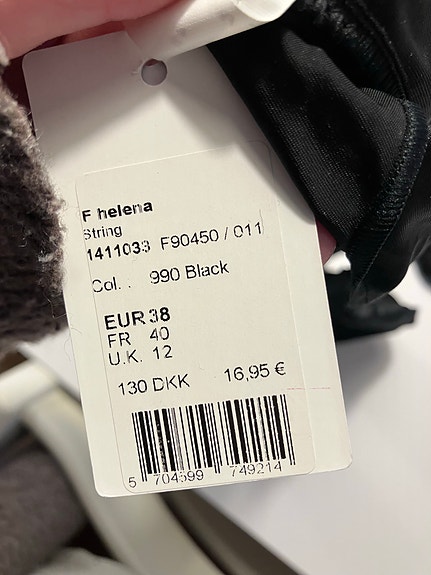 F helena
String
1411033 F90450 / 011
Col. : 990 Black
EUR 38
FR 40
U.K. 12
130 DKK 16,95 €
5 704599 749214